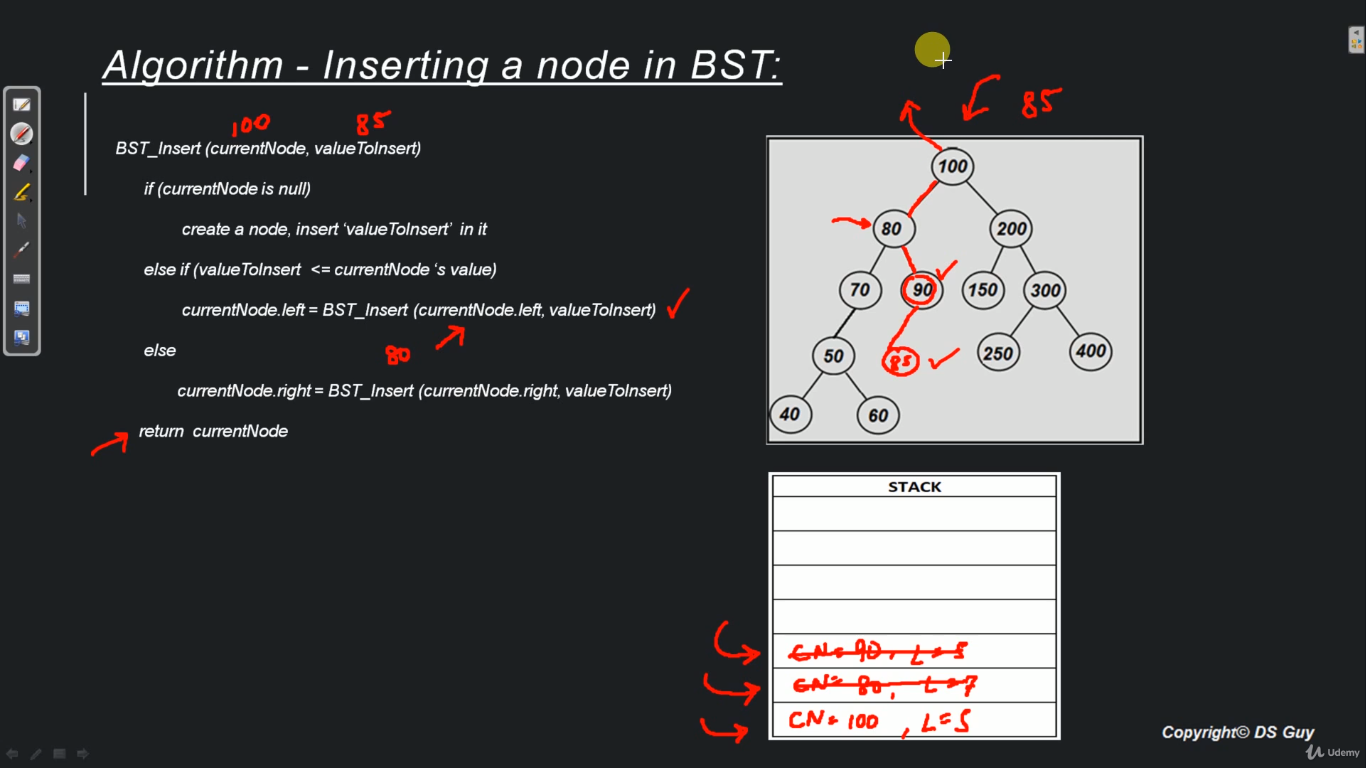 Algorithm - Inserting a node in BST:
85
100 85
BST_Insert (currentNode, valueToInsert)
if (currentNode is null)
create a node, insert ‘valueToInsert’ in it
else if (valueToInsert <= currentNode ‘s value)
currentNode.left = BST_Insert (currentNode.left, valueToInsert)
80
else
currentNode.right = BST_Insert (currentNode.right, valueToInsert)
return currentNode
100
80 200
70 90 150 300
50 85 250 400
40 60
STACK
CN= 90, L=5
CN= 80, L=7
CN= 100, L=5
Copyright© DS Guy
Udemy